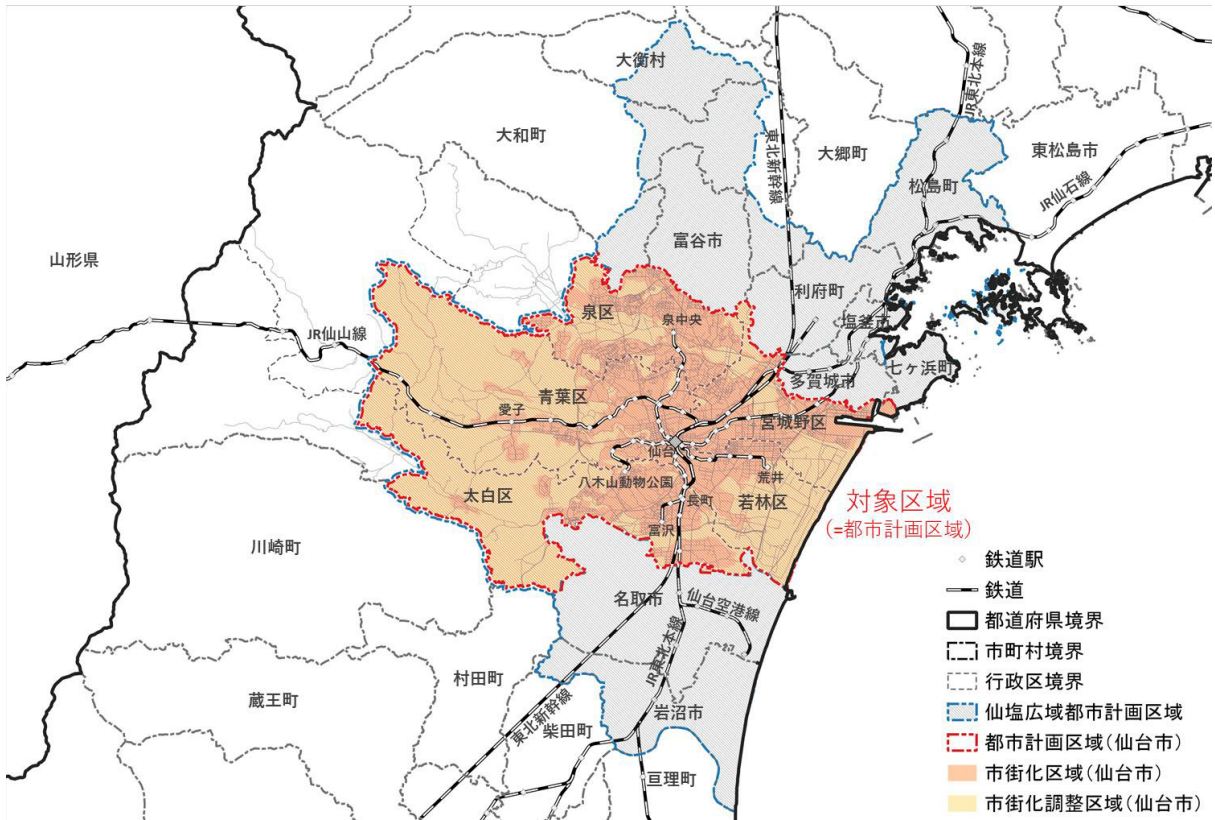 大衡村
JR東北本線
大和町
東北新幹線
大郷町
東松島市
松島町
JR仙石線
富谷市
山形県
利府町
泉区
泉中央
塩釜市
JR仙山線
七ヶ浜町
多賀城市
青葉区
愛子
宮城野区
仙台
荒井
八木山動物公園
太白区
若林区
長町
対象区域
(=都市計画区域)
富沢
川崎町
鉄道駅
鉄道
名取市
仙台空港線
都道府県境界
JR東北本線
市町村境界
村田町
行政区境界
蔵王町
東北新幹線
岩沼市
仙塩広域都市計画区域
柴田町
都市計画区域(仙台市)
亘理町
市街化区域(仙台市)
市街化調整区域(仙台市)